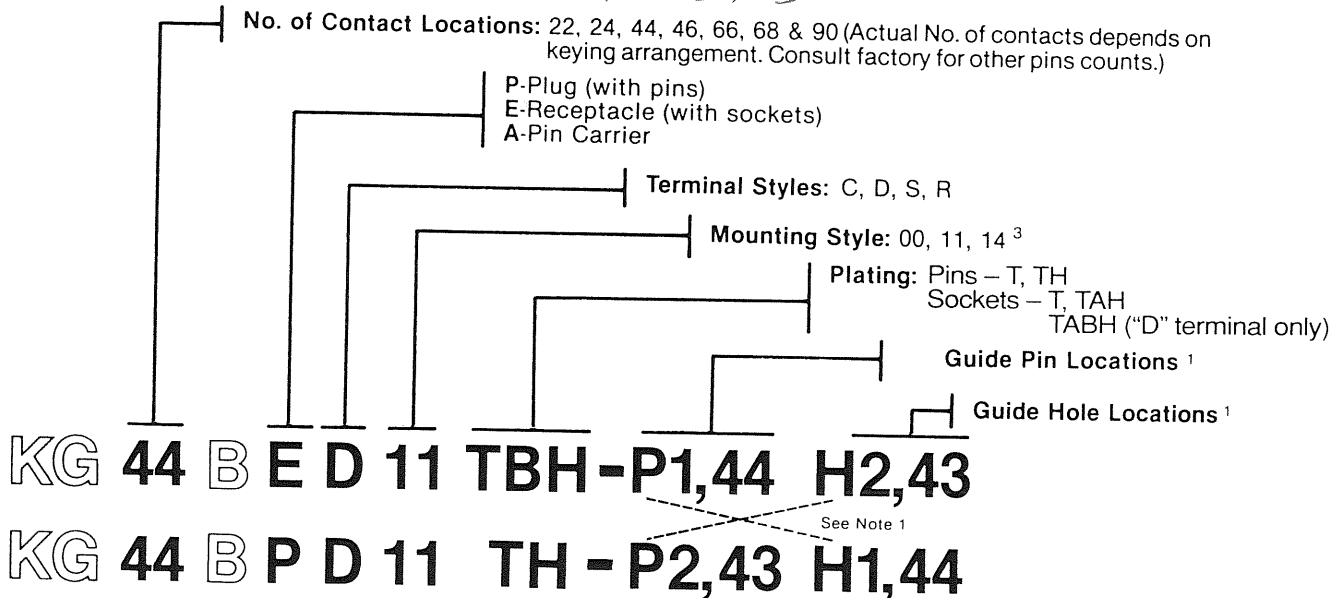 No. of Contact Locations: 22, 24, 44, 46, 66, 68 & 90 (Actual No. of contacts depends on
keying arrangement. Consult factory for other pins counts.)
P-Plug (with pins)
E-Receptacle (with sockets)
A-Pin Carrier
Terminal Styles: C, D, S, R
Mounting Style: 00, 11, 14 ³
Plating: Pins – T, TH
Sockets – T, TAH
TABH ("D" terminal only)
Guide Pin Locations ¹
Guide Hole Locations ¹
KG 44 B E D 11 TBH - P1,44 H2,43
See Note 1
KG 44 B P D 11 TH - P2,43 H1,44